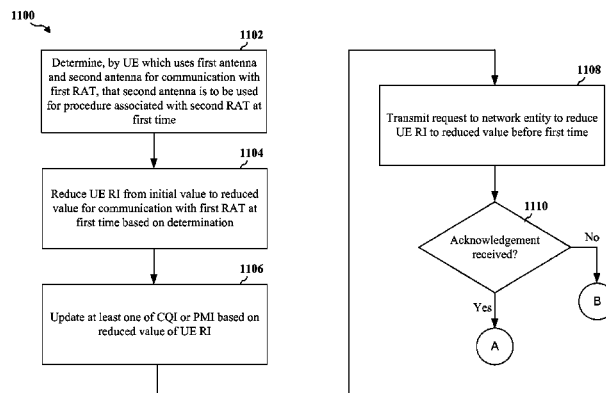 1100
1102
Determine, by UE which uses first antenna
and second antenna for communication with
first RAT, that second antenna is to be used
for procedure associated with second RAT at
first time
1104
Reduce UE RI from initial value to reduced
value for communication with first RAT at
first time based on determination
1106
Update at least one of CQI or PMI based on
reduced value of UE RI
1108
Transmit request to network entity to reduce
UE RI to reduced value before first time
1110
Acknowledgement
received?
No
B
Yes
A